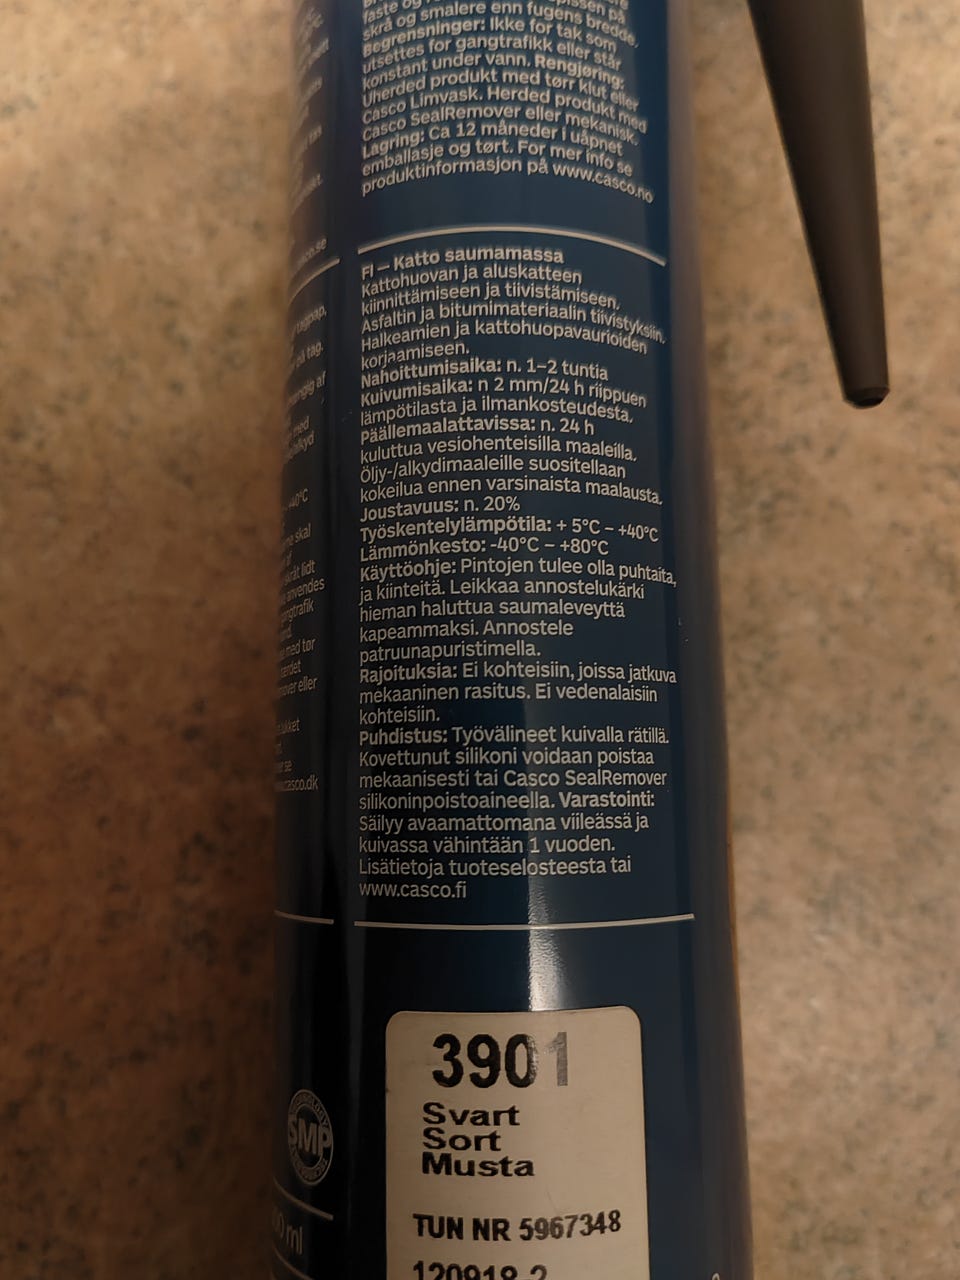 skrå og smalere enn fugens bredde.
Begrensninger: Ikke for tak som
utsettes for gangtrafikk eller står
konstant under vann. Rengjøring:
Uherded produkt med tørr klut eller
Casco Limvask. Herded produkt med
Casco SealRemover eller mekanisk.
Lagring: Ca 12 måneder i uåpnet
emballasje og tørt. For mer info se
produktinformasjon på www.casco.no
FI – Katto saumamassa
Kattohuovan ja aluskatteen
kiinnittämiseen ja tiivistämiseen.
Asfaltin ja bitumimateriaalin tiivistyksiin.
Halkeamien ja kattohuopavaurioiden
korjaamiseen.
Nahoittumisaika: n. 1–2 tuntia
Kuivumisaika: n 2 mm/24 h riippuen
lämpötilasta ja ilmankosteudesta.
Päällemaalattavissa: n. 24 h
kuluttua vesiohenteisilla maaleilla.
Öljy-/alkydimaaleille suositellaan
kokeilua ennen varsinaista maalausta.
Joustavuus: n. 20%
Työskentelylämpötila: + 5°C – +40°C
Lämmönkesto: -40°C – +80°C
Käyttöohje: Pintojen tulee olla puhtaita,
ja kiinteitä. Leikkaa annostelukärki
hieman haluttua saumaleveyttä
kapeammaksi. Annostele
patruunapuristimella.
Rajoituksia: Ei kohteisiin, joissa jatkuva
mekaaninen rasitus. Ei vedenalaisiin
kohteisiin.
Puhdistus: Työvälineet kuivalla rätillä.
Kovettunut silikoni voidaan poistaa
mekaanisesti tai Casco SealRemover
silikoninpoistoaineella. Varastointi:
Säilyy avaamattomana viileässä ja
kuivassa vähintään 1 vuoden.
Lisätietoja tuoteselosteesta tai
www.casco.fi
3901
Svart
Sort
Musta
TUN NR 5967348
120918-2
SMP
ml